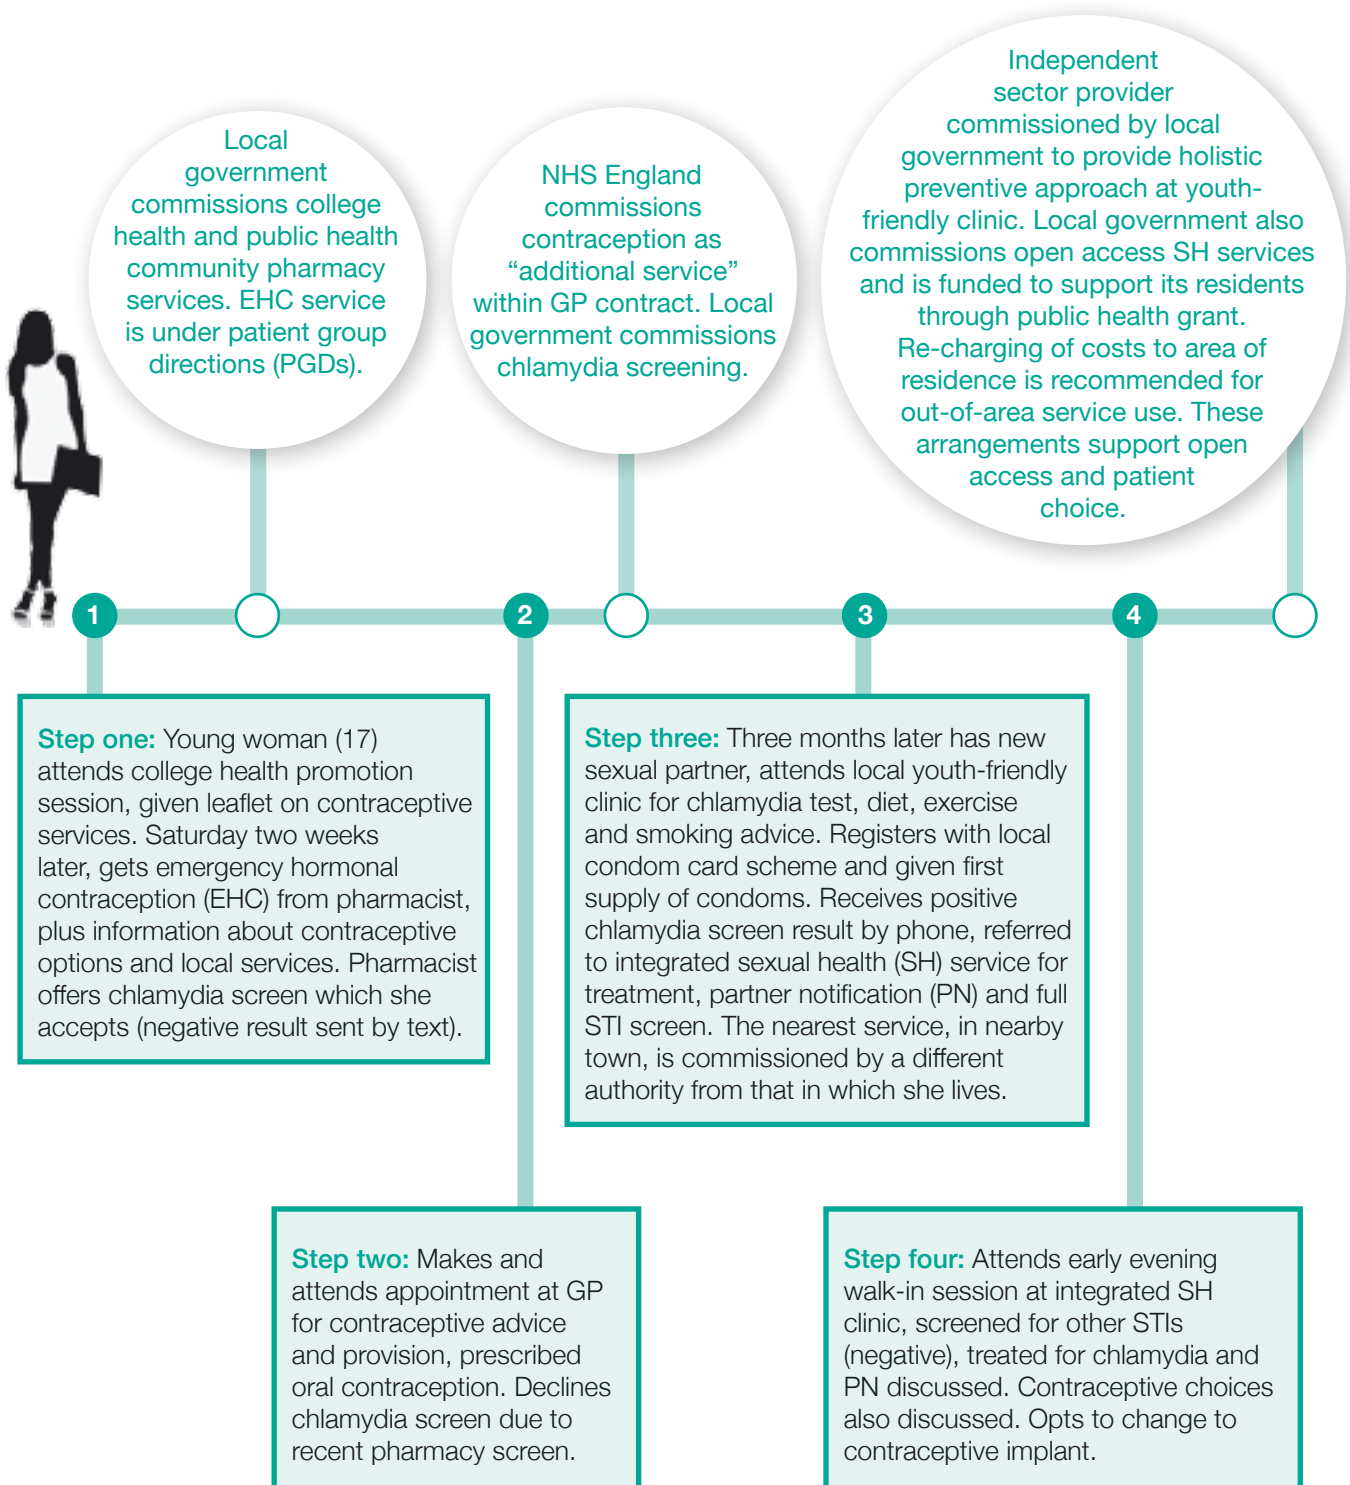 Local
government
commissions college
health and public health
community pharmacy
services. EHC service
is under patient group
directions (PGDs).
NHS England
commissions
contraception as
“additional service”
within GP contract. Local
government commissions
chlamydia screening.
Independent
sector provider
commissioned by local
government to provide holistic
preventive approach at youth-
friendly clinic. Local government also
commissions open access SH services
and is funded to support its residents
through public health grant.
Re-charging of costs to area of
residence is recommended for
out-of-area service use. These
arrangements support open
access and patient
choice.
1
2
3
4
Step one: Young woman (17)
attends college health promotion
session, given leaflet on contraceptive
services. Saturday two weeks
later, gets emergency hormonal
contraception (EHC) from pharmacist,
plus information about contraceptive
options and local services. Pharmacist
offers chlamydia screen which she
accepts (negative result sent by text).
Step three: Three months later has new
sexual partner, attends local youth-friendly
clinic for chlamydia test, diet, exercise
and smoking advice. Registers with local
condom card scheme and given first
supply of condoms. Receives positive
chlamydia screen result by phone, referred
to integrated sexual health (SH) service for
treatment, partner notification (PN) and full
STI screen. The nearest service, in nearby
town, is commissioned by a different
authority from that in which she lives.
Step two: Makes and
attends appointment at GP
for contraceptive advice
and provision, prescribed
oral contraception. Declines
chlamydia screen due to
recent pharmacy screen.
Step four: Attends early evening
walk-in session at integrated SH
clinic, screened for other STIs
(negative), treated for chlamydia and
PN discussed. Contraceptive choices
also discussed. Opts to change to
contraceptive implant.